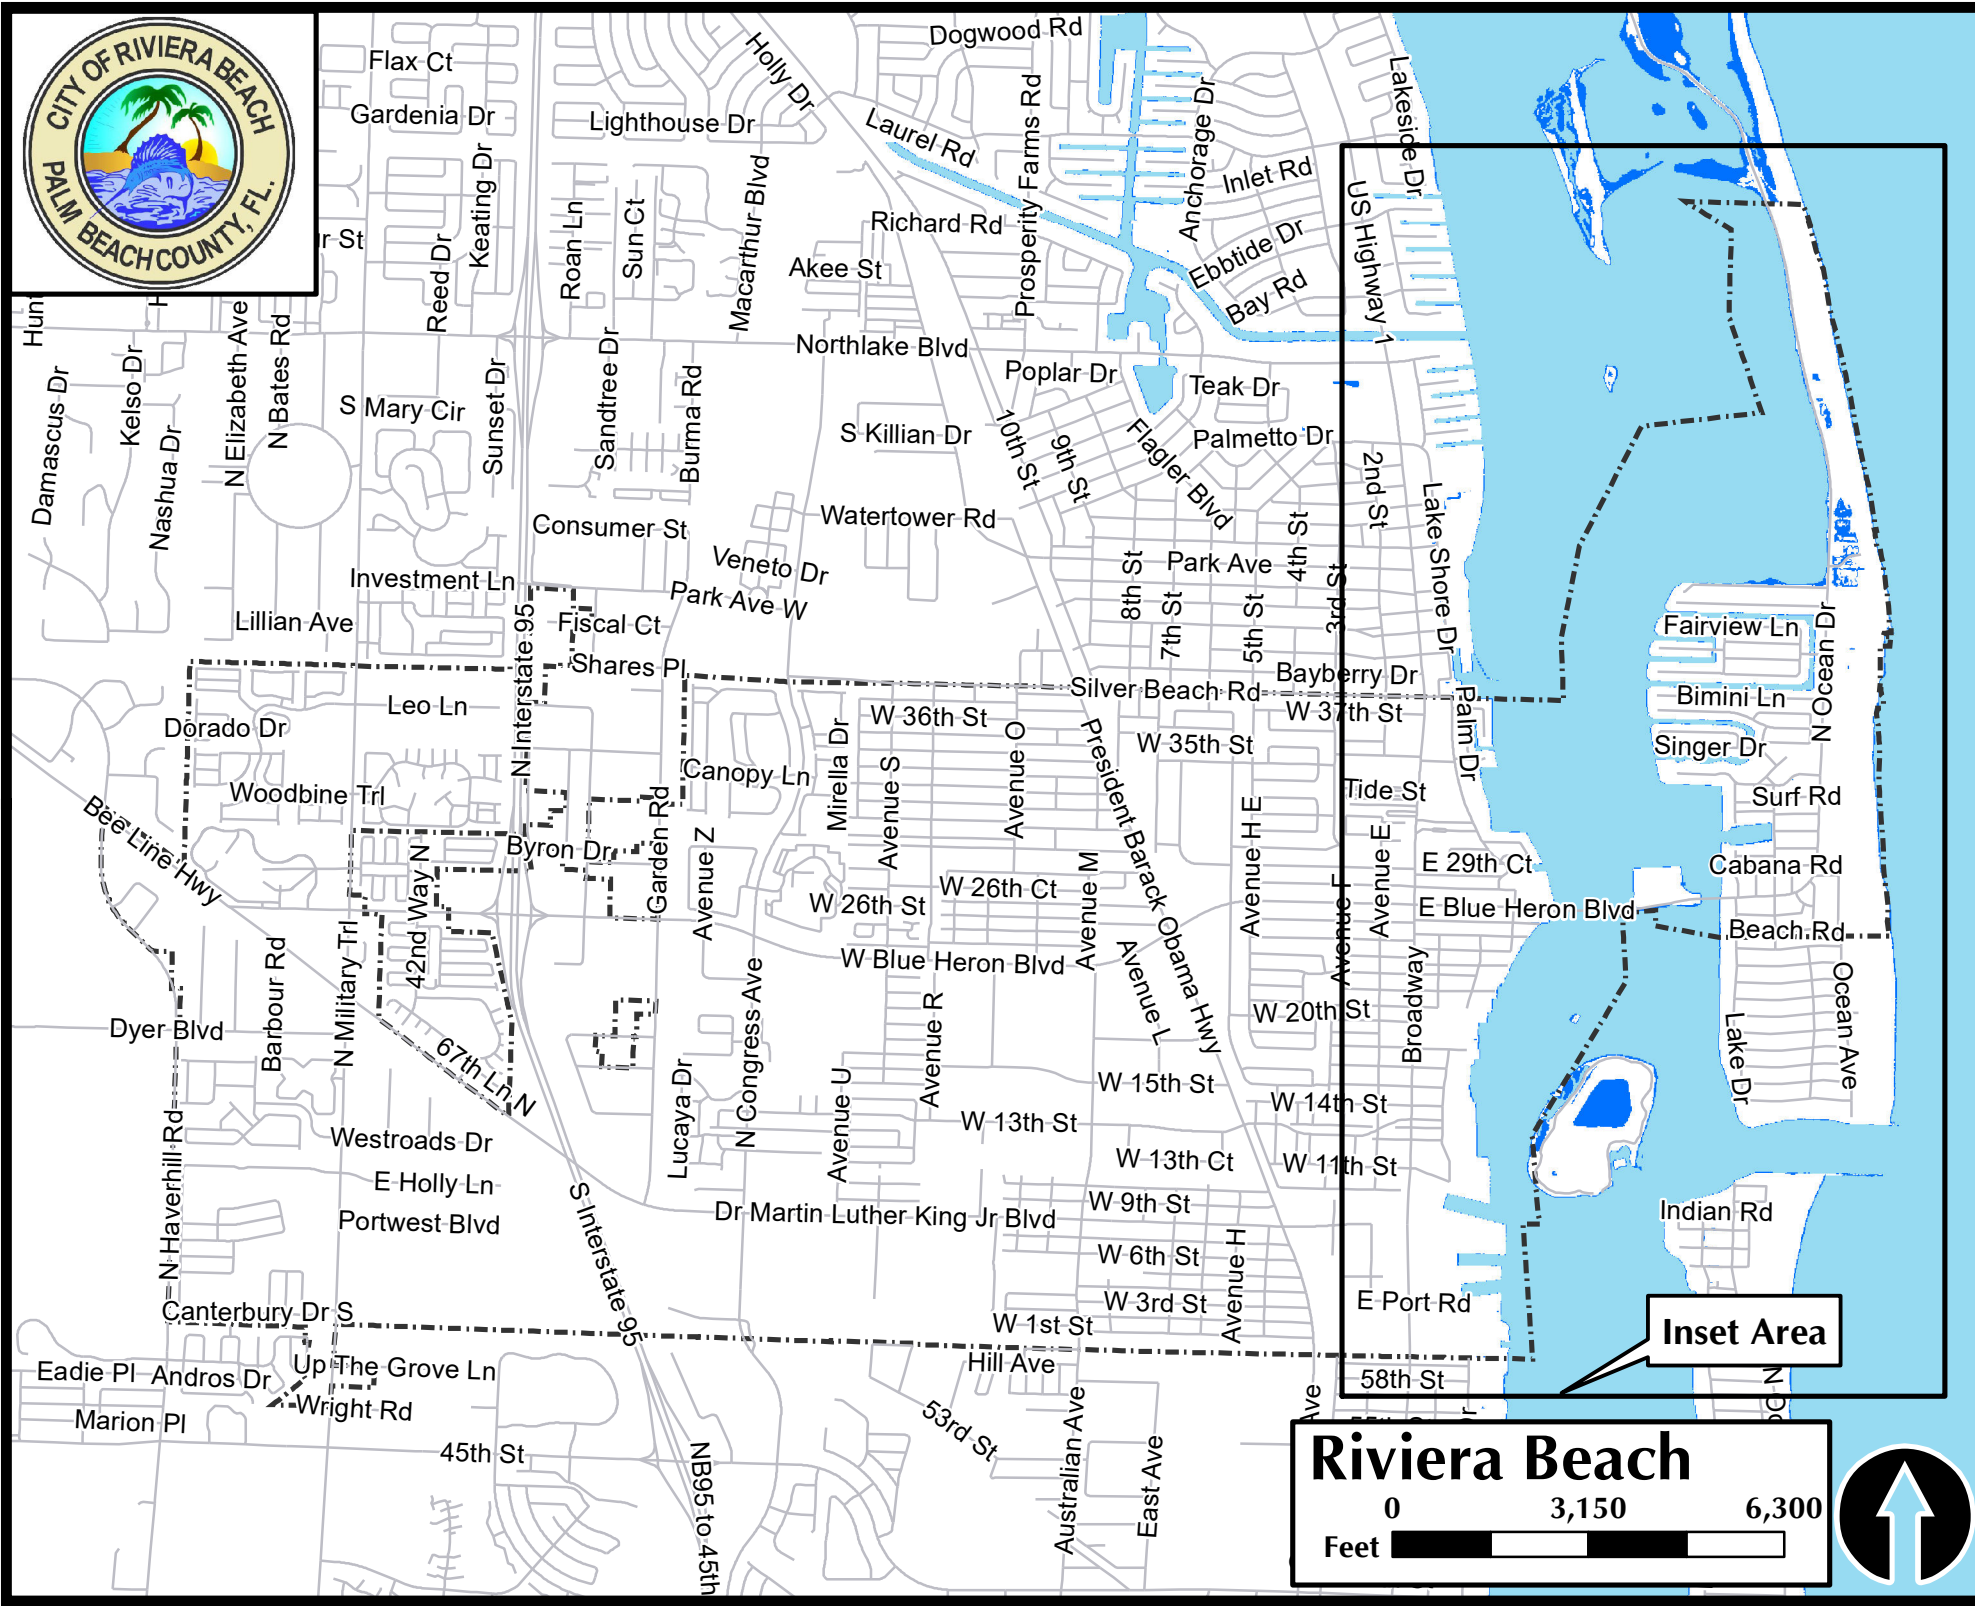 CITY OF RIVIERA BEACH
PALM BEACH COUNTY, FL.
Flax Ct
Gardenia Dr
Lighthouse Dr
Holly Dr
Dogwood Rd
Laurel Rd
Prosperity Farms Rd
Anchorage Dr
Lakeside Dr
Inlet Rd
US Highway 1
Keating Dr
Reed Dr
Roan Ln
Sun Ct
Macarthur Blvd
Richard Rd
Akee St
Ebbtide Dr
Bay Rd
Damascus Dr
Kelso Dr
Nashua Dr
N Elizabeth Ave
N Bates Rd
S Mary Cir
Sunset Dr
Sandtree Dr
Burma Rd
Northlake Blvd
Poplar Dr
Teak Dr
S Killian Dr
10th St
9th St
Flagler Blvd
Palmetto Dr
2nd St
Lake Shore Dr
Consumer St
Watertower Rd
Veneto Dr
Park Ave W
Investment Ln
Lillian Ave
Fiscal Ct
Shares Pl
N Interstate 95
8th St
7th St
Park Ave
5th St
4th St
3rd St
Bayberry Dr
Silver Beach Rd
Fairview Ln
Bimini Ln
Singer Dr
N Ocean Dr
Surf Rd
Cabana Rd
Beach Rd
Leo Ln
Dorado Dr
Woodbine Trl
Bee Line Hwy
Byron Dr
42nd Way N
Garden Rd
Canopy Ln
Avenue Z
Mirella Dr
Avenue S
W 36th St
Avenue O
W 35th St
W 37th St
Palm Dr
Tide St
President Barack Obama Hwy
Avenue H E
Avenue E
Avenue F
E 29th Ct
E Blue Heron Blvd
W 26th St
W 26th Ct
Avenue M
W Blue Heron Blvd
Avenue L
Avenue R
W 20th St
Broadway
Ocean Ave
Lake Dr
Barbour Rd
N Military Trl
Dyer Blvd
67th Ln N
N Congress Ave
Lucaya Dr
Avenue U
W 15th St
W 14th St
W 13th St
W 13th Ct
W 11th St
Westroads Dr
E Holly Ln
Portwest Blvd
N Haverhill Rd
S Interstate 95
Dr Martin Luther King Jr Blvd
W 9th St
W 6th St
W 3rd St
W 1st St
Avenue H
E Port Rd
Indian Rd
Canterbury Dr S
Eadie Pl
Andros Dr
Up The Grove Ln
Wright Rd
Marion Pl
45th St
NB95 to 45th
Hill Ave
53rd St
Australian Ave
East Ave
58th St
Ave
Inset Area
Riviera Beach
0 3,150 6,300
Feet